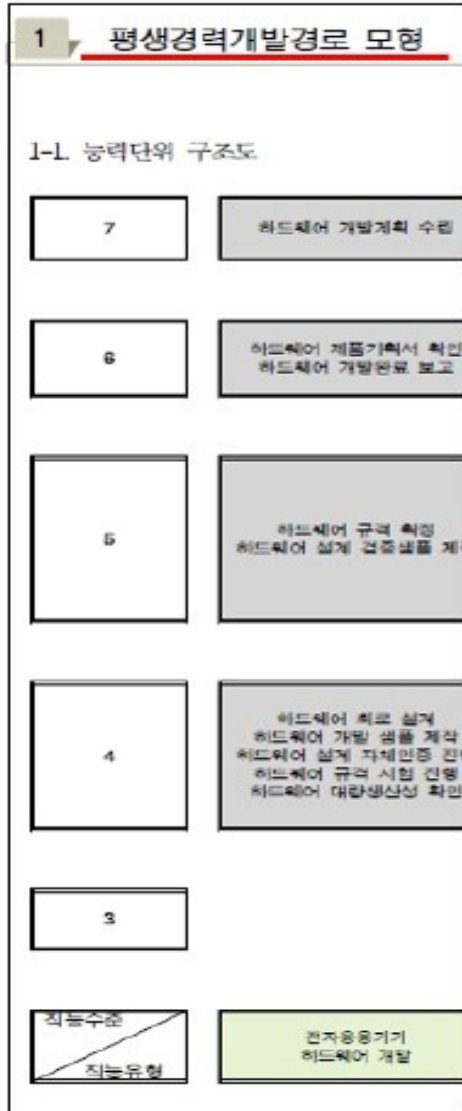 1 평생경력개발경로 모형
1-1. 능력단위 구조도
7
하드웨어 개발계획 수립
6
하드웨어 제품기획서 확인
하드웨어 개발완료 보고
5
하드웨어 규격 확정
하드웨어 설계 검증샘플
4
하드웨어 회로 설계
하드웨어 개발 샘플 제작
하드웨어 설계 자체인증
하드웨어 규격 시험 진행
하드웨어 대량생산성 확인
3
직능수준
직능유형
전자응용기기
하드웨어 개발